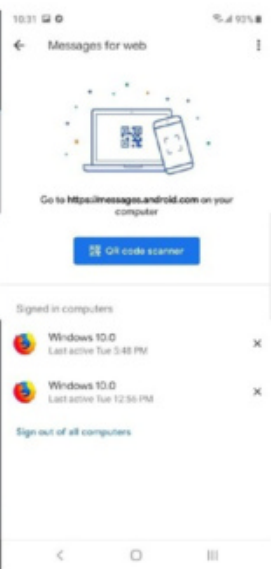 10:31
93%
Messages for web
Go to https://messages.android.com on your
computer
QR code scanner
Signed in computers
Windows 10.0
Last active Tue 5:48 PM
Windows 10.0
Last active Tue 12:56 PM
Sign out of all computers